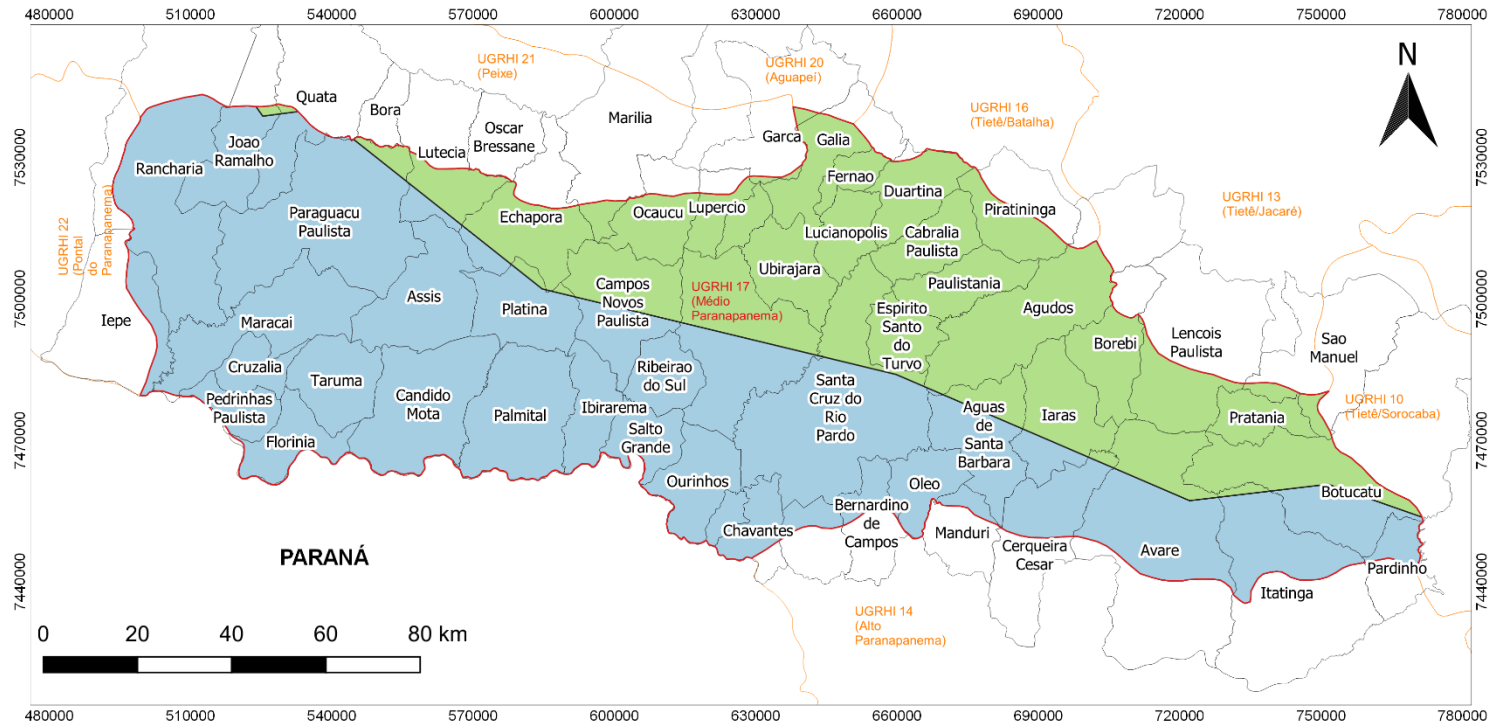 480000 510000 540000 570000 600000 630000 660000 690000 720000 750000 780000
7530000
7500000
7470000
7440000
UGRHI 21
(Peixe)
UGRHI 20
(Aguapeí)
UGRHI 16
(Tietê/Batalha)
UGRHI 13
(Tietê/Jacaré)
UGRHI 10
(Tietê/Sorocaba)
UGRHI 22
(Pontal
do
Paranapanema)
UGRHI 17
(Médio
Paranapanema)
UGRHI 14
(Alto
Paranapanema)
N
Quata
Bora
Lutecia
Oscar
Bressane
Marilia
Garca
Galia
Fernao
Duartina
Piratininga
Rancharia
Joao
Ramalho
Paraguacu
Paulista
Echapora
Ocaucu
Lupercio
Lucianopolis
Cabralia
Paulista
Ubirajara
Paulistania
Agudos
Campos
Novos
Paulista
Espirito
Santo
do
Turvo
Borebi
Lencois
Paulista
Sao
Manuel
Iepe
Assis
Platina
Maracai
Cruzalia
Taruma
Pedrinhas
Paulista
Florinia
Candido
Mota
Palmital
Ibirarema
Ribeirao
do Sul
Salto
Grande
Santa
Cruz do
Rio
Pardo
Aguas
de
Santa
Barbara
Iaras
Pratania
Ourinhos
Oleo
Botucatu
Chavantes
Bernardino
de
Campos
Manduri
Cerqueira
Cesar
Avare
Itatinga
Pardinho
PARANÁ
0 20 40 60 80 km
7530000
7500000
7470000
7440000
480000 510000 540000 570000 600000 630000 660000 690000 720000 750000 780000